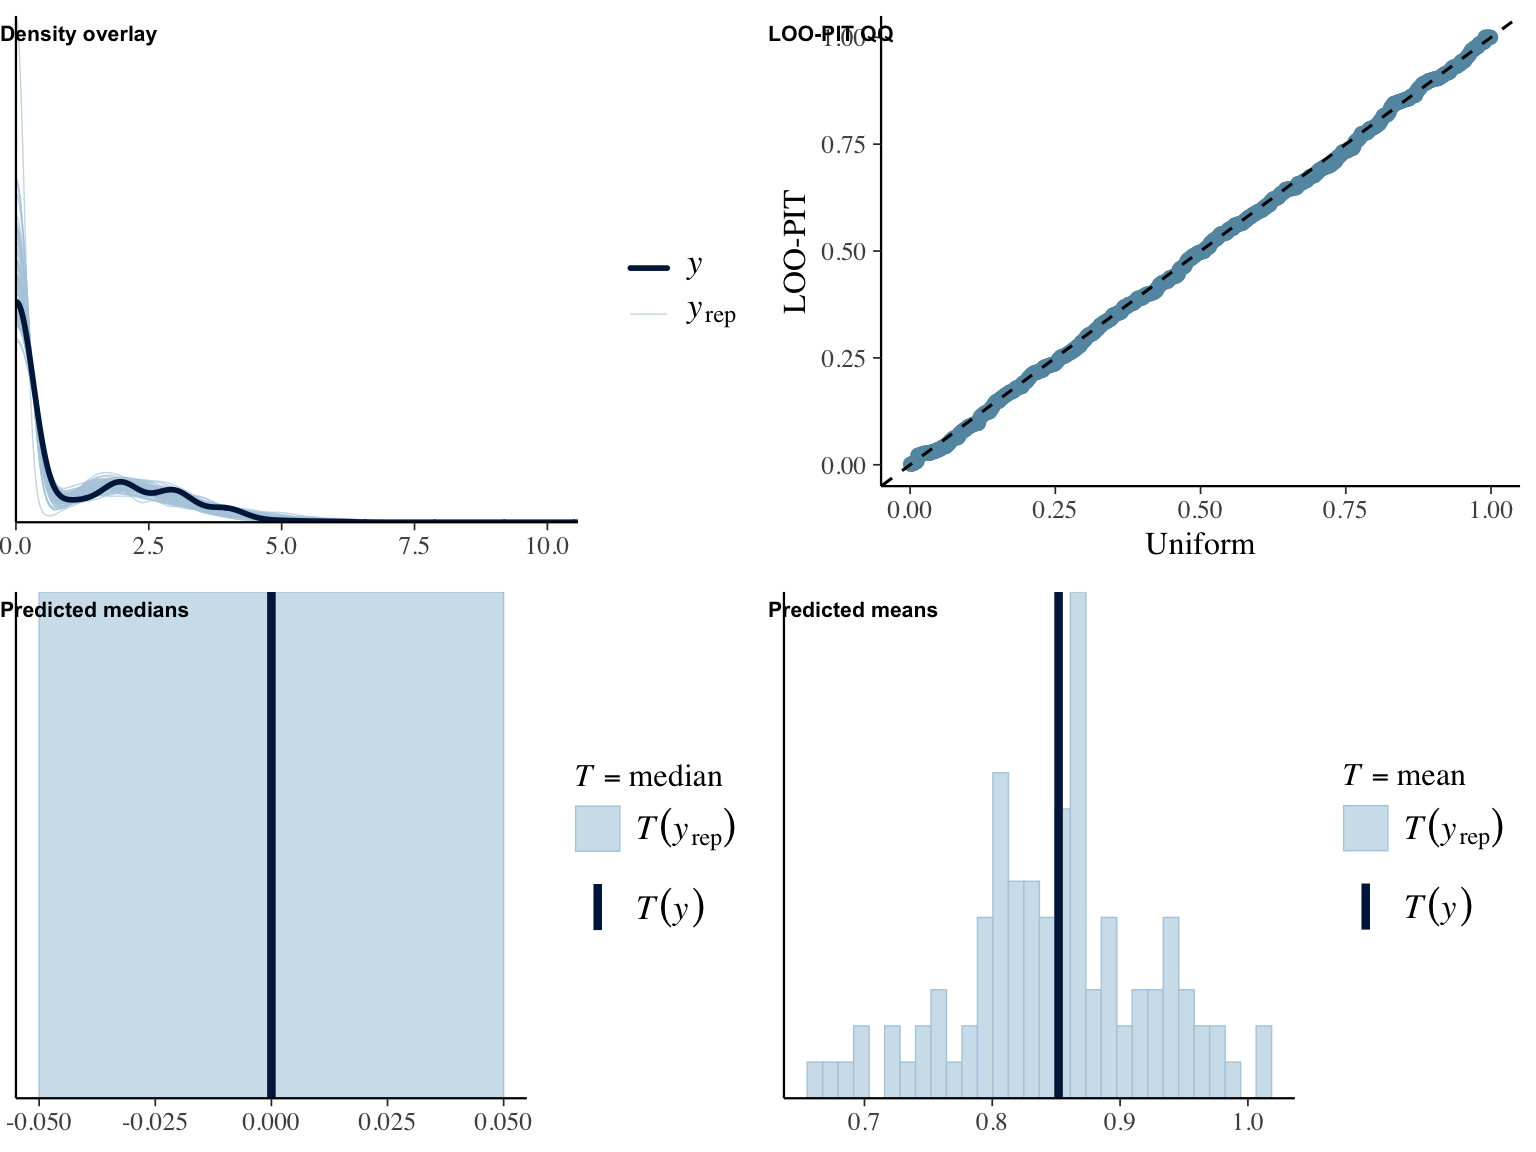 Density overlay
y
yrep
0.0 2.5 5.0 7.5 10.0
LOO-PIT QQ
1.00
0.75
0.50
0.25
0.00
LOO-PIT
0.00 0.25 0.50 0.75 1.00
Uniform
Predicted medians
T = median
T(yrep)
T(y)
-0.050 -0.025 0.000 0.025 0.050
Predicted means
T = mean
T(yrep)
T(y)
0.7 0.8 0.9 1.0